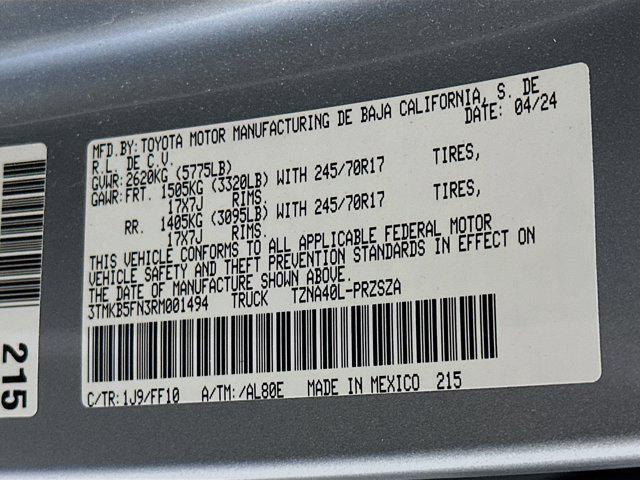 MFD.BY:TOYOTA MOTOR MANUFACTURING DE BAJA CALIFORNIA, S. DE
R.L. DE C.V. DATE: 04/24
GVWR:2620KG (5775LB)
GAWR:FRT. 1505KG (3320LB) WITH 245/70R17 TIRES,
17X7J RIMS.
RR. 1405KG (3095LB) WITH 245/70R17 TIRES,
17X7J RIMS.
THIS VEHICLE CONFORMS TO ALL APPLICABLE FEDERAL MOTOR
VEHICLE SAFETY AND THEFT PREVENTION STANDARDS IN EFFECT ON
THE DATE OF MANUFACTURE SHOWN ABOVE.
3TMKB5FN3RM001494 TRUCK TZNA40L-PRZSZA
C/TR:1J9/FF10 A/TM:/AL80E MADE IN MEXICO 215
215